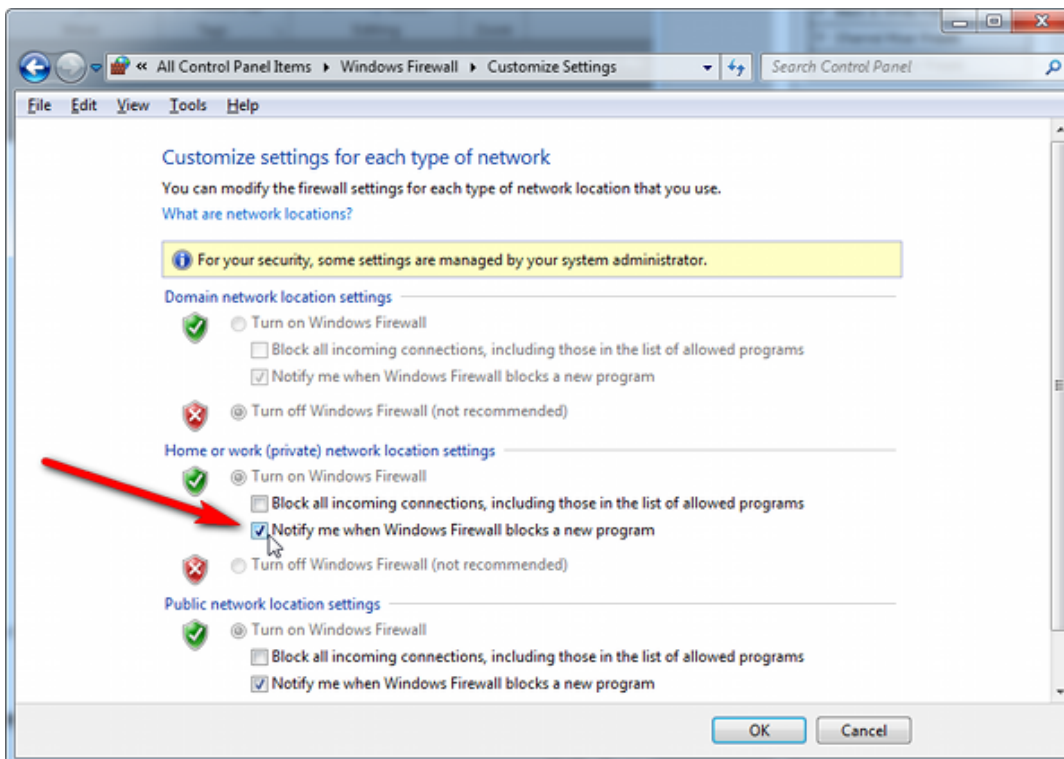 « All Control Panel Items ▸ Windows Firewall ▸ Customize Settings
Search Control Panel
File Edit View Tools Help
Customize settings for each type of network
You can modify the firewall settings for each type of network location that you use.
What are network locations?
For your security, some settings are managed by your system administrator.
Domain network location settings
Turn on Windows Firewall
Block all incoming connections, including those in the list of allowed programs
Notify me when Windows Firewall blocks a new program
Turn off Windows Firewall (not recommended)
Home or work (private) network location settings
Turn on Windows Firewall
Block all incoming connections, including those in the list of allowed programs
Notify me when Windows Firewall blocks a new program
Turn off Windows Firewall (not recommended)
Public network location settings
Turn on Windows Firewall
Block all incoming connections, including those in the list of allowed programs
Notify me when Windows Firewall blocks a new program
OK Cancel